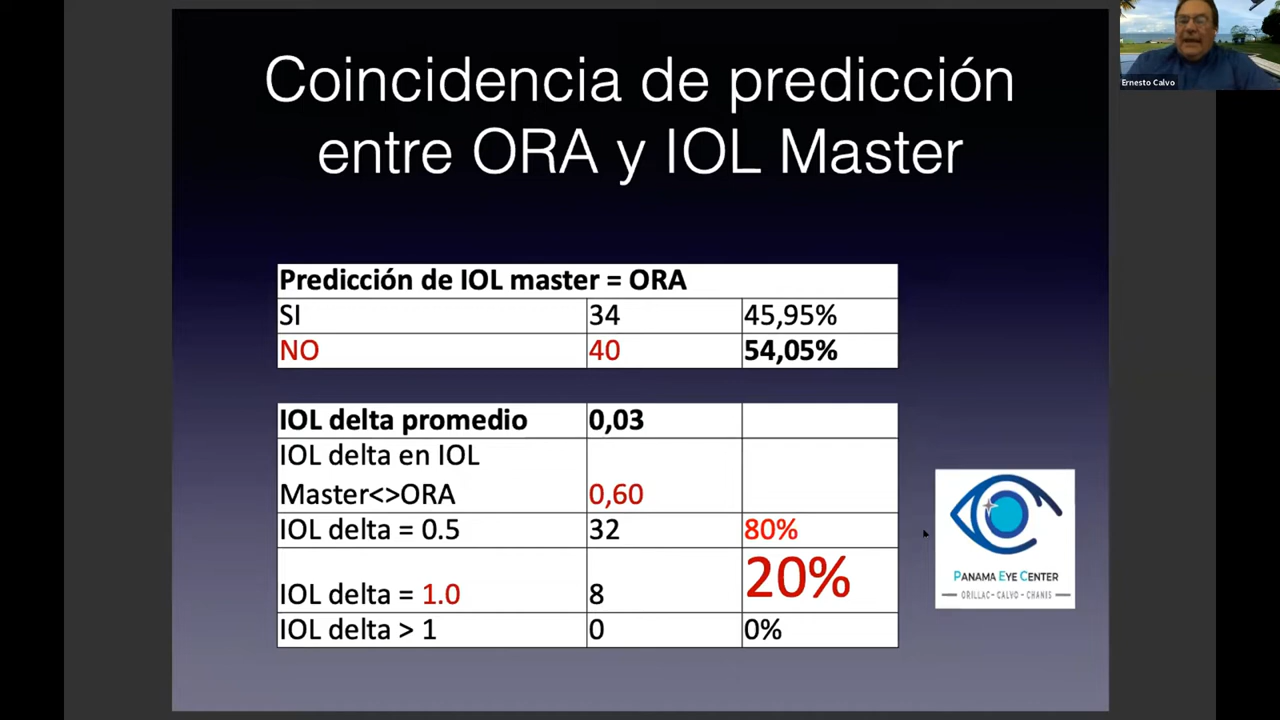 Ernesto Calvo
Coincidencia de predicción
entre ORA y IOL Master
Predicción de IOL master = ORA
SI 34 45,95%
NO 40 54,05%
IOL delta promedio 0,03
IOL delta en IOL
Master<>ORA 0,60
IOL delta = 0.5 32 80%
IOL delta = 1.0 8 20%
IOL delta > 1 0 0%
PANAMA EYE CENTER
ORILLAC - CALVO - CHANIS